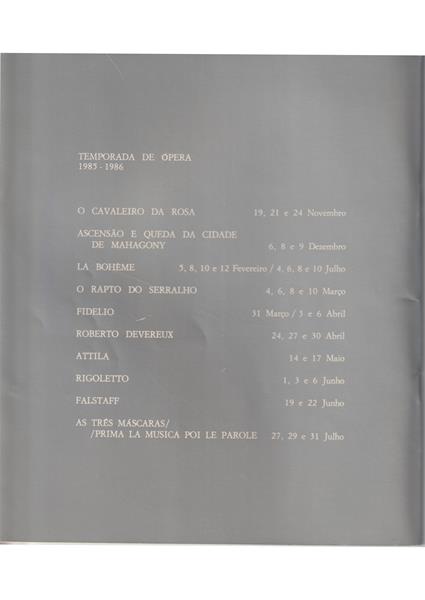 TEMPORADA DE ÓPERA
1985-1986
O CAVALEIRO DA ROSA 19, 21 e 24 Novembro
ASCENSÃO E QUEDA DA CIDADE
DE MAHAGONY 6, 8 e 9 Dezembro
LA BOHÈME 5, 8, 10 e 12 Fevereiro / 4, 6, 8 e 10 Julho
O RAPTO DO SERRALHO 4, 6, 8 e 10 Março
FIDELIO 31 Março / 3 e 6 Abril
ROBERTO DEVEREUX 24, 27 e 30 Abril
ATTILA 14 e 17 Maio
RIGOLETTO 1, 3 e 6 Junho
FALSTAFF 19 e 22 Junho
AS TRÊS MÁSCARAS/
/PRIMA LA MUSICA POI LE PAROLE 27, 29 e 31 Julho